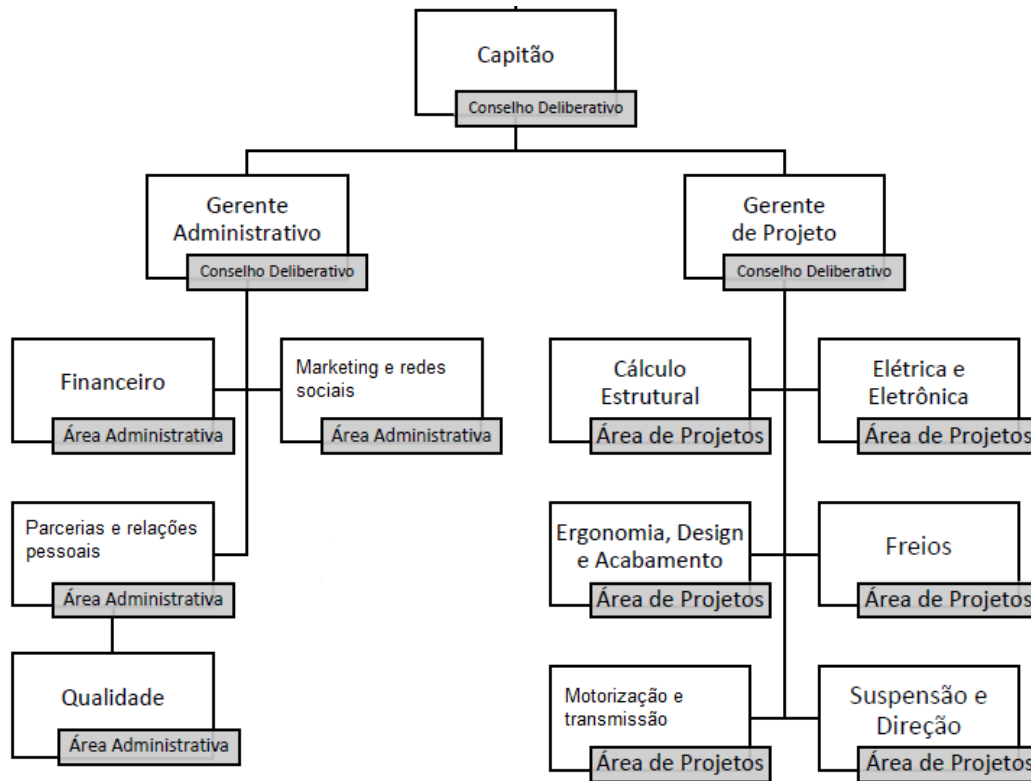 Capitão
Conselho Deliberativo
Gerente
Administrativo
Conselho Deliberativo
Gerente
de Projeto
Conselho Deliberativo
Financeiro
Área Administrativa
Marketing e redes
sociais
Área Administrativa
Cálculo
Estrutural
Área de Projetos
Elétrica e
Eletrônica
Área de Projetos
Parcerias e relações
pessoais
Área Administrativa
Ergonomia, Design
e Acabamento
Área de Projetos
Freios
Área de Projetos
Qualidade
Área Administrativa
Motorização e
transmissão
Área de Projetos
Suspensão e
Direção
Área de Projetos